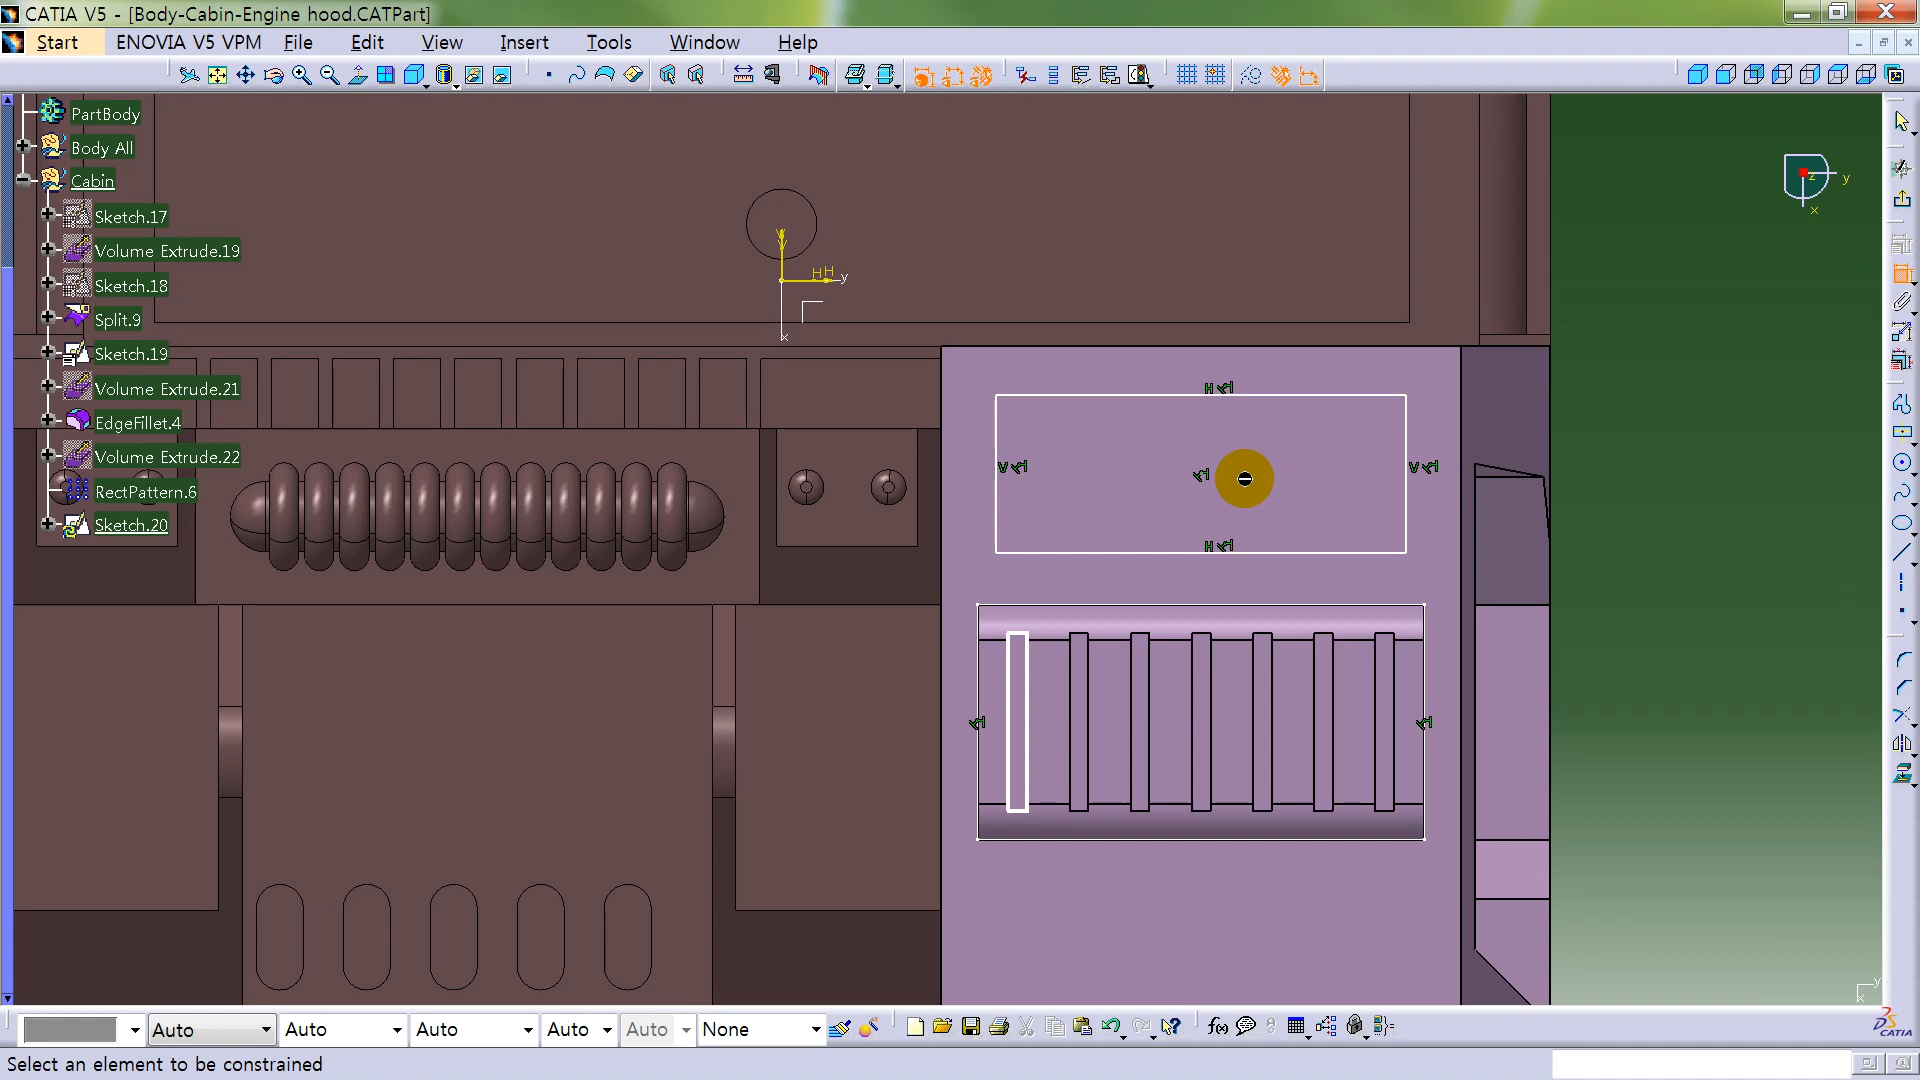 CATIA V5 - [Body-Cabin-Engine hood.CATPart]
Start ENOVIA V5 VPM File Edit View Insert Tools Window Help
PartBody
Body All
Cabin
Sketch.17
Volume Extrude.19
Sketch.18
Split.9
Sketch.19
Volume Extrude.21
EdgeFillet.4
Volume Extrude.22
RectPattern.6
Sketch.20
V
H H y
x
z y
x
H
V V
H
y
x
Auto Auto Auto Auto Auto None
f(x)
CATIA
Select an element to be constrained